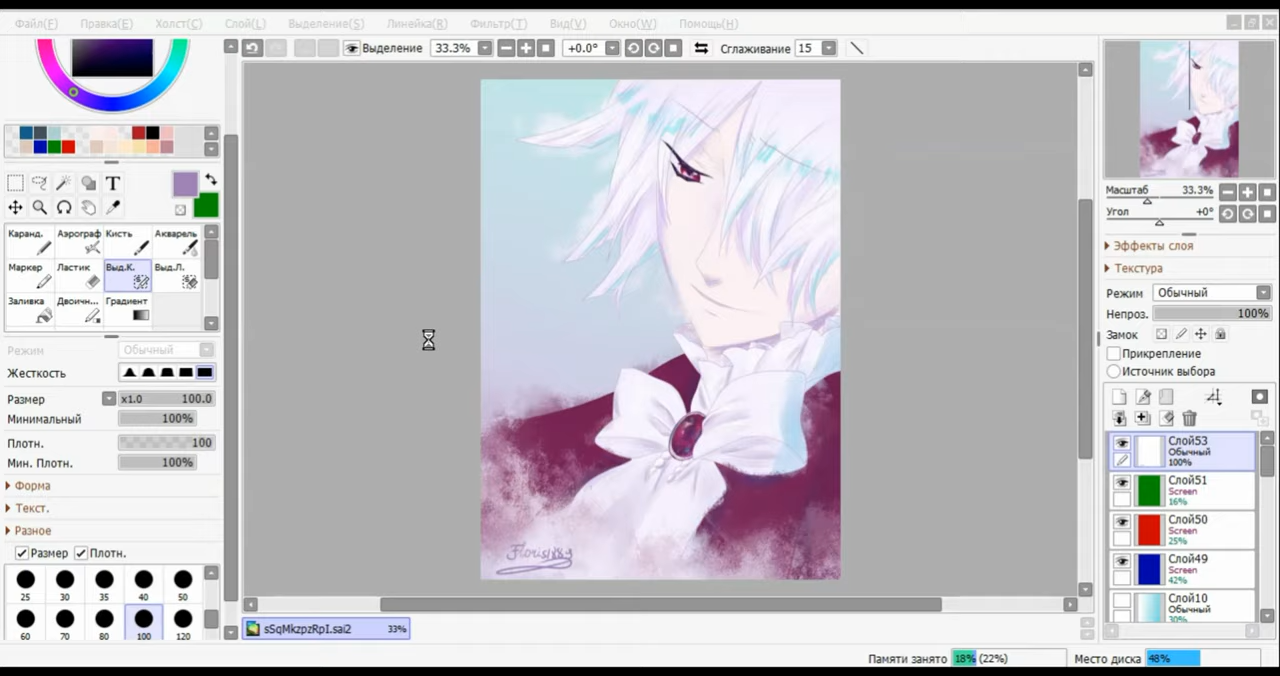 Файл(F) Правка(E) Холст(C) Слой(L) Выделение(S) Линейка(R) Фильтр(T) Вид(V) Окно(W) Помощь(H)
Выделение 33.3% +0.0° Сглаживание 15
Масштаб 33.3%
Угол +0°
Эффекты слоя
Текстура
Режим Обычный
Непроз. 100%
Замок
Прикрепление
Источник выбора
Слой53
Обычный
100%
Слой51
Screen
16%
Слой50
Screen
25%
Слой49
Screen
42%
Слой10
Обычный
30%
T
Каранд. Аэрограф Кисть Акварель
Маркер Ластик Выд.К. Выд.Л.
Заливка Двоичн... Градиент
Режим Обычный
Жесткость
Размер x1.0 100.0
Минимальный 100%
Плотн. 100
Мин. Плотн. 100%
Форма
Текст.
Разное
Размер Плотн.
25 30 35 40 50
60 70 80 100 120
sSqMkzpzRpI.sai2 33%
Памяти занято 18% (22%) Место диска 48%